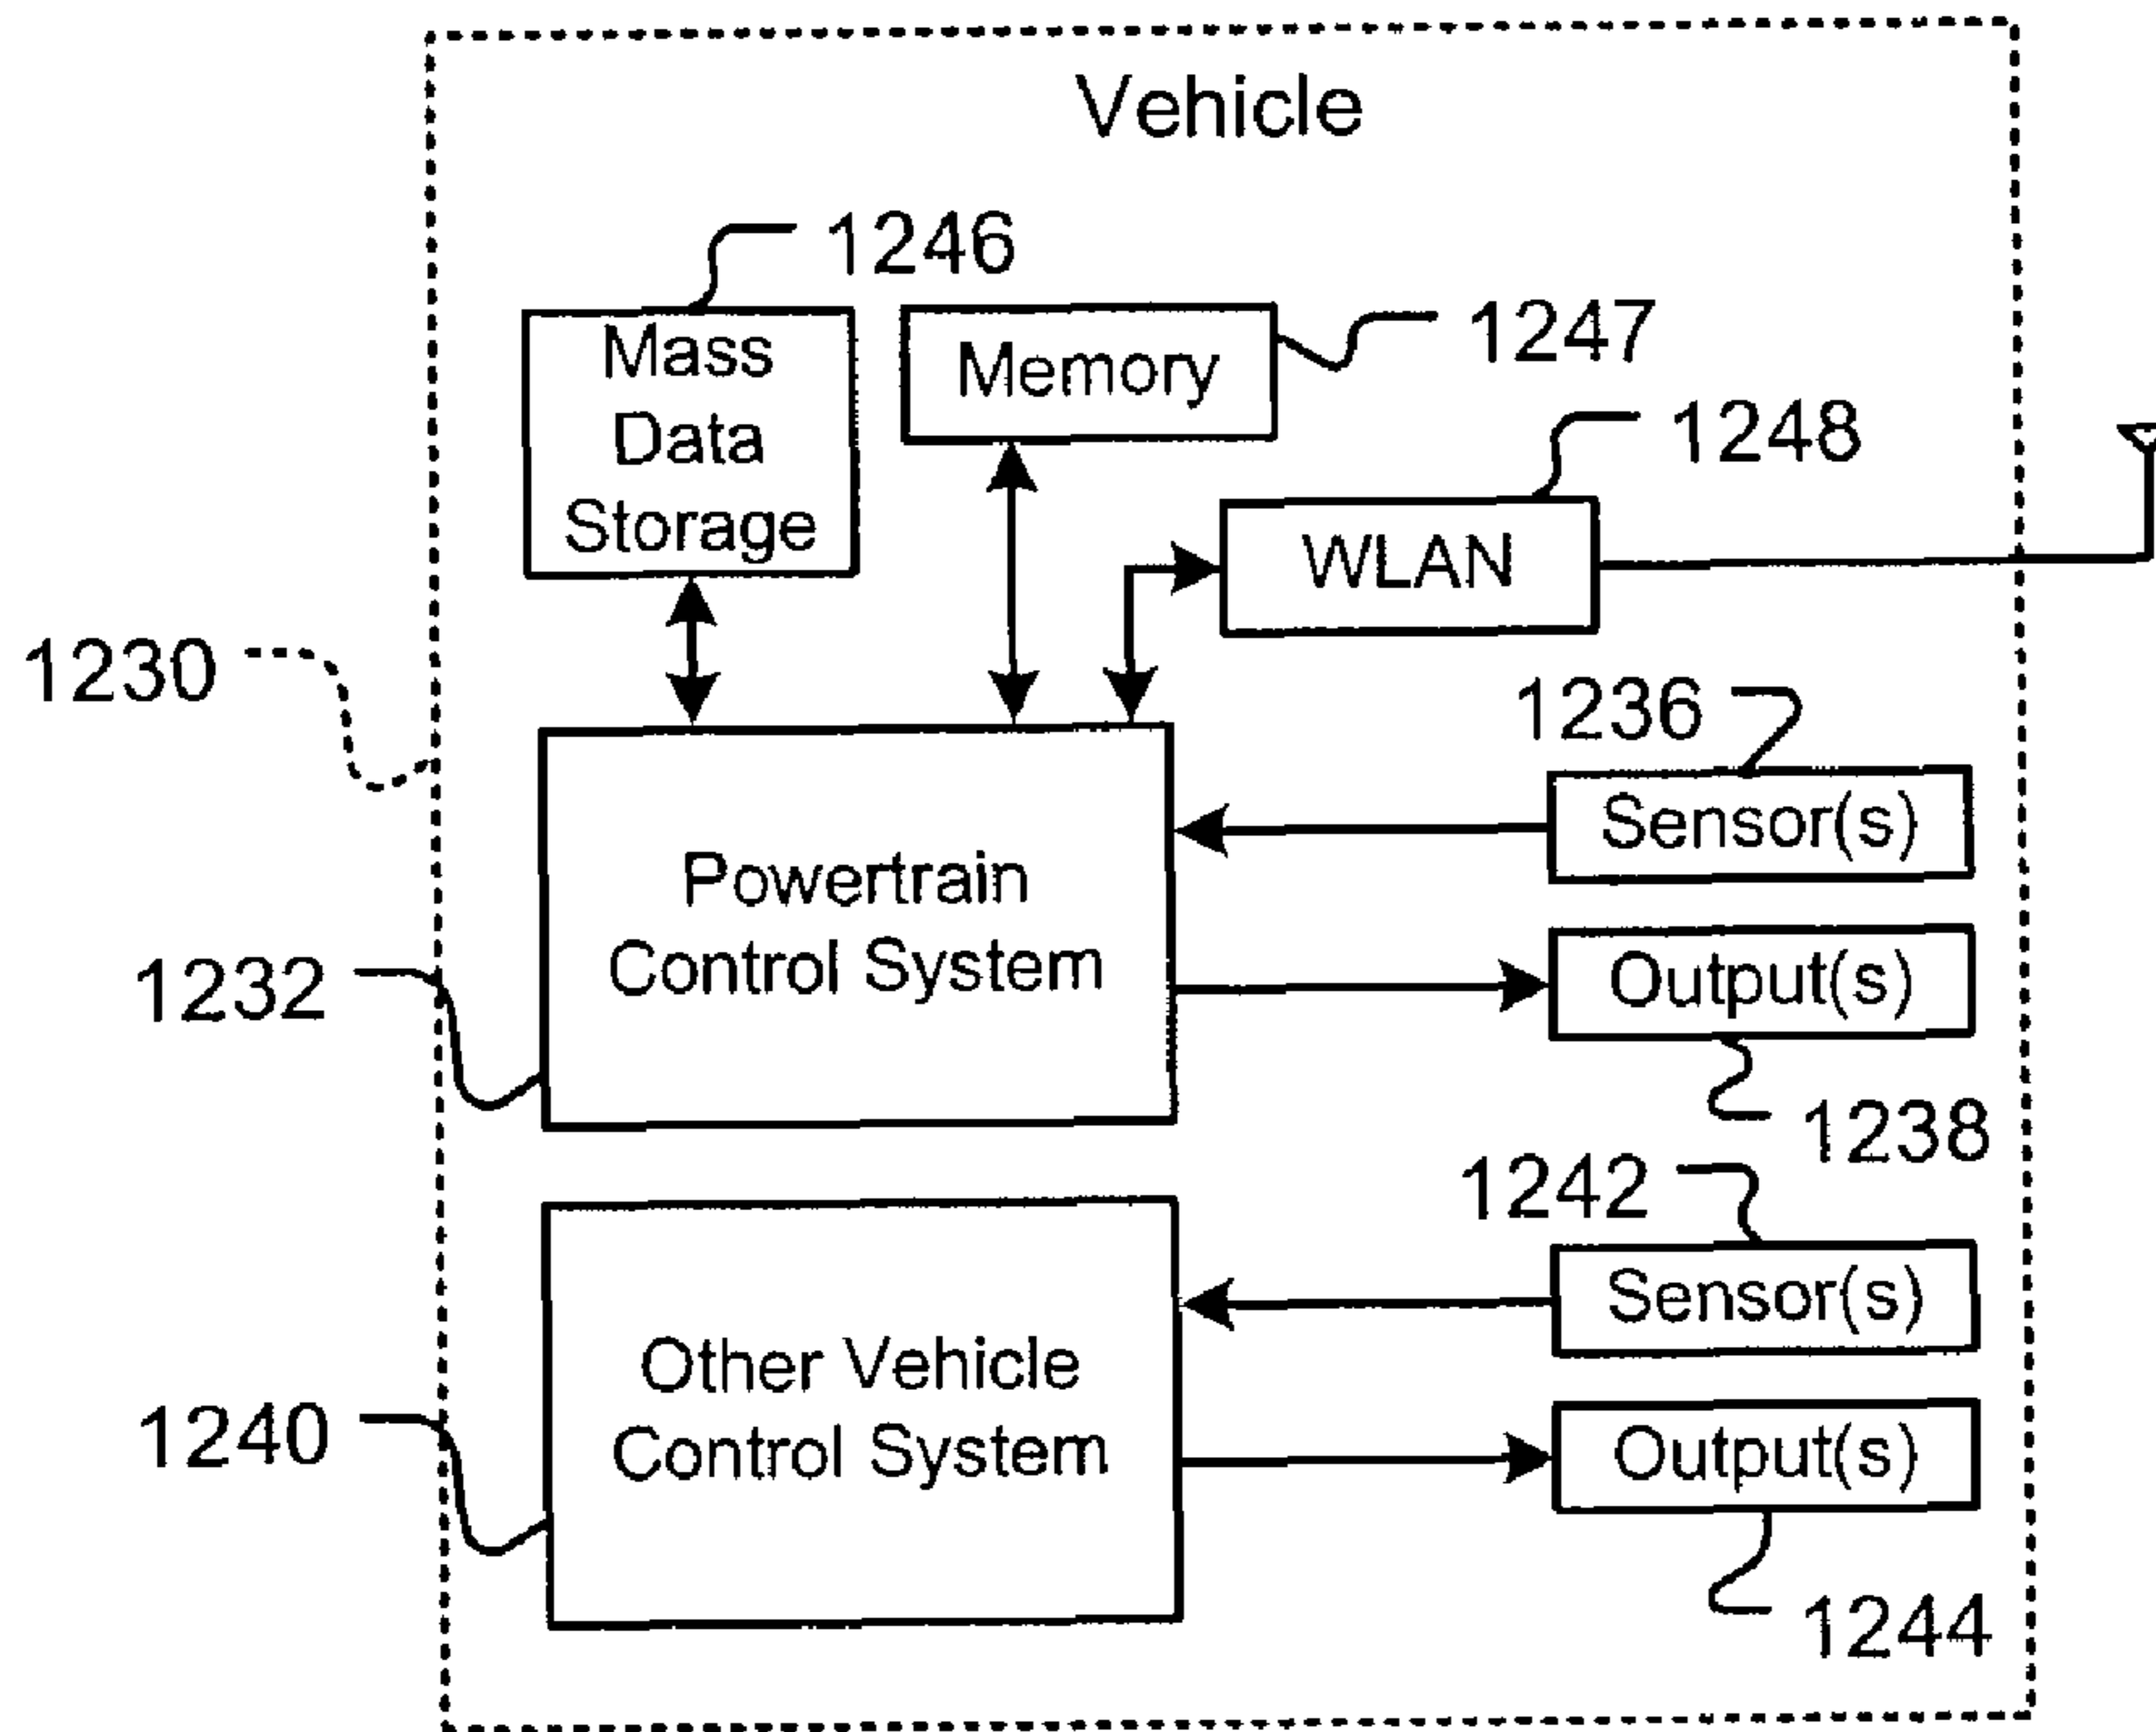 Vehicle
1246
Mass
Data
Storage
Memory
1247
1248
WLAN
1230
1236
Sensor(s)
Powertrain
Control System
1232
Output(s)
1238
1242
Sensor(s)
Other Vehicle
Control System
1240
Output(s)
1244